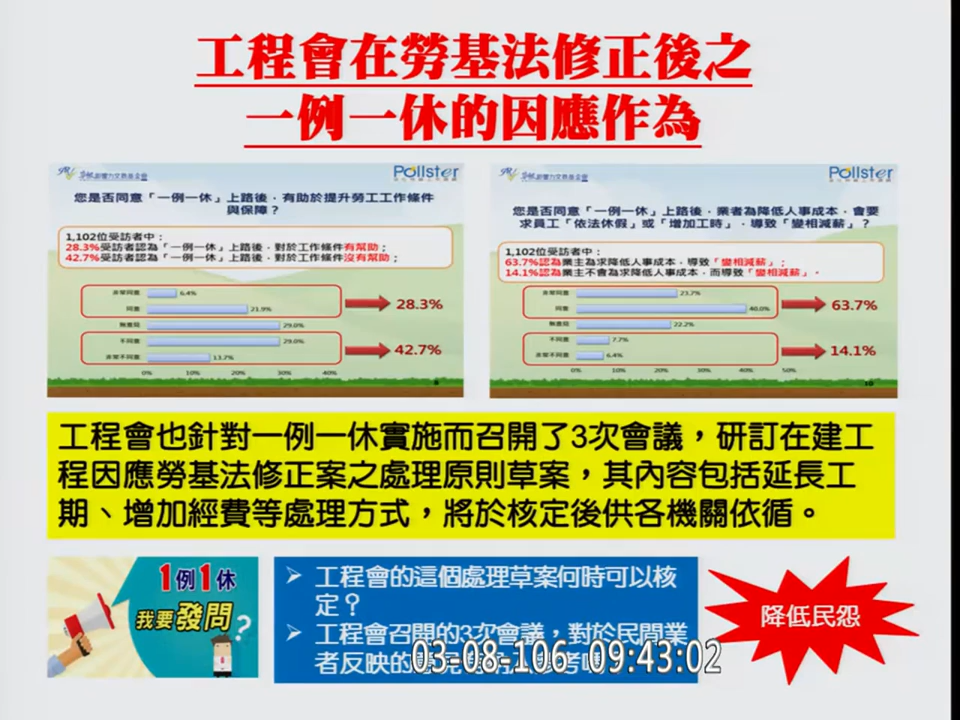 工程會在勞基法修正後之
一例一休的因應作為
Pollster
您是否同意「一例一休」上路後，有助於提升勞工工作條件
與保障？
1,102位受訪者中：
28.3%受訪者認為「一例一休」上路後，對於工作條件有幫助；
42.7%受訪者認為「一例一休」上路後，對於工作條件沒有幫助；
非常同意 6.4%
同意 21.9%
28.3%
無意見 29.0%
不同意 29.0%
非常不同意 13.7%
42.7%
0% 10% 20% 30% 40%
Pollster
您是否同意「一例一休」上路後，業者為降低人事成本，會要
求員工「依法休假」或「增加工時」，導致「變相減薪」？
1,102位受訪者中：
63.7%認為業主為求降低人事成本，導致「變相減薪」；
14.1%認為業主不會為求降低人事成本，而導致「變相減薪」。
非常同意 23.7%
同意 40.0%
63.7%
無意見 22.2%
不同意 7.7%
非常不同意 6.4%
14.1%
0% 10% 20% 30% 40% 50%
10
工程會也針對一例一休實施而召開了3次會議，研訂在建工
程因應勞基法修正案之處理原則草案，其內容包括延長工
期、增加經費等處理方式，將於核定後供各機關依循。
1例1休
我要發問?
工程會的這個處理草案何時可以核
定？
工程會召開的3次會議，對於民間業
者反映的
降低民怨
03-08-106 09:43:02